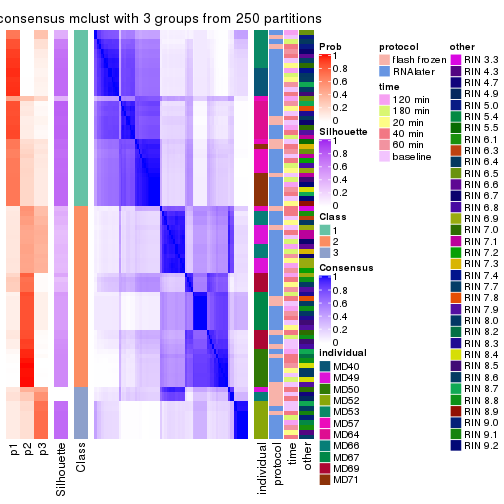 consensus mclust with 3 groups from 250 partitions
p1
p2
p3
Silhouette
Class
individual
protocol
time
other
Prob
1
0.8
0.6
0.4
0.2
0
Silhouette
1
0.8
0.6
0.4
0.2
0
Class
1
2
3
Consensus
1
0.8
0.6
0.4
0.2
0
individual
MD40
MD49
MD50
MD52
MD53
MD57
MD64
MD66
MD67
MD69
MD71
protocol
flash frozen
RNAlater
time
120 min
180 min
20 min
40 min
60 min
baseline
other
RIN 3.3
RIN 4.3
RIN 4.7
RIN 4.9
RIN 5.0
RIN 5.4
RIN 5.5
RIN 6.1
RIN 6.3
RIN 6.4
RIN 6.5
RIN 6.6
RIN 6.7
RIN 6.8
RIN 6.9
RIN 7.0
RIN 7.1
RIN 7.2
RIN 7.3
RIN 7.4
RIN 7.7
RIN 7.8
RIN 7.9
RIN 8.0
RIN 8.2
RIN 8.3
RIN 8.4
RIN 8.5
RIN 8.6
RIN 8.7
RIN 8.8
RIN 8.9
RIN 9.0
RIN 9.1
RIN 9.2